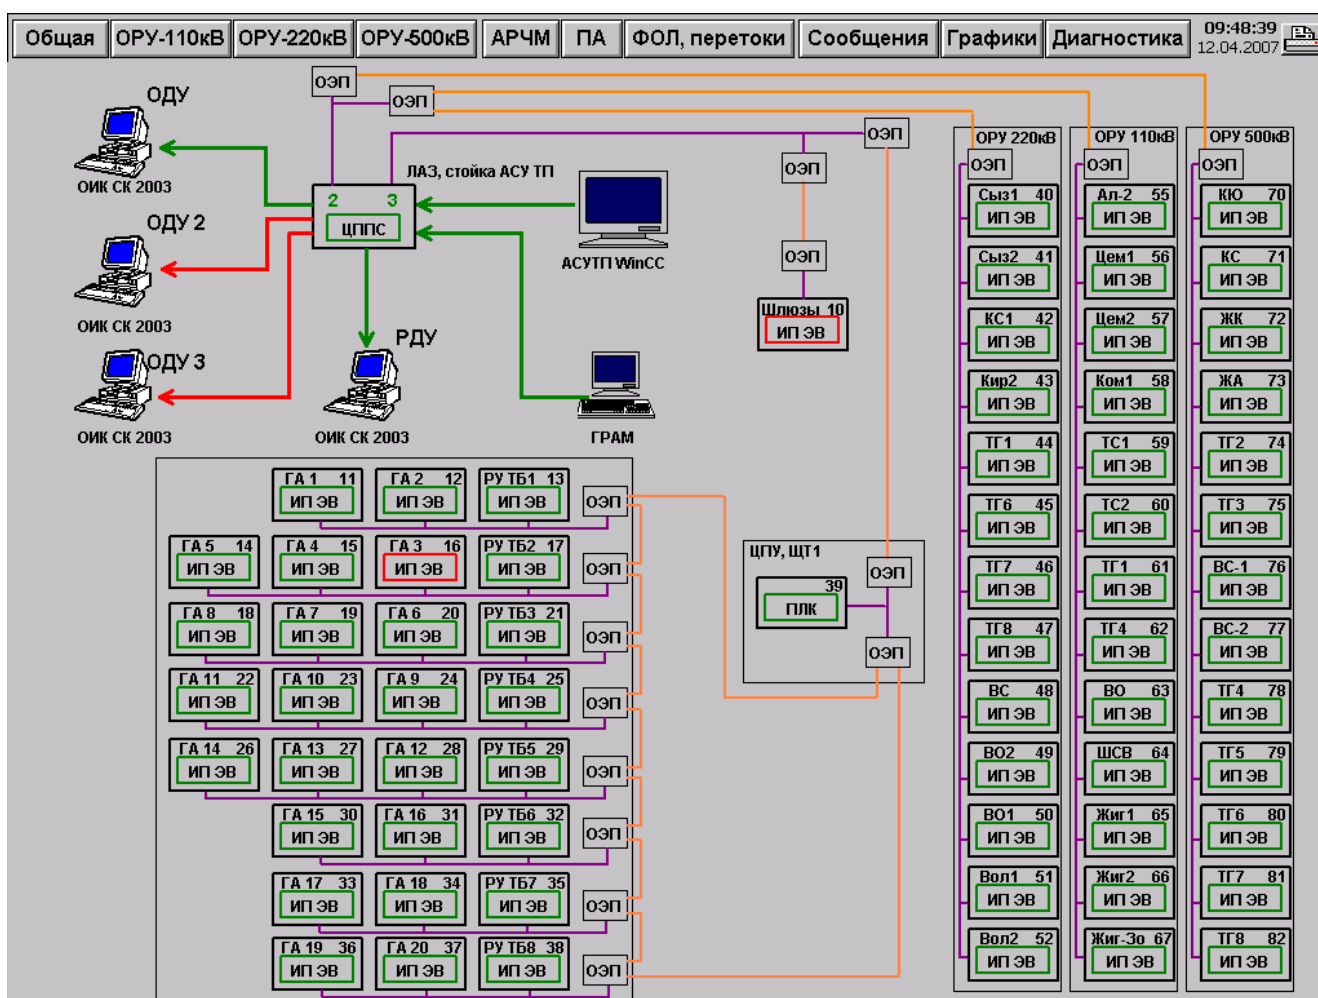 Общая ОРУ-110кВ ОРУ-220кВ ОРУ-500кВ АРЧМ ПА ФОЛ, перетоки Сообщения Графики Диагностика 09:48:39
12.04.2007
ОДУ
ОИК СК 2003
ОДУ 2
ОИК СК 2003
ОДУ 3
ОИК СК 2003
РДУ
ОИК СК 2003
ОЭП
ОЭП
ЛАЗ, стойка АСУ ТП
2 3
ЦППС
АСУТП WinCC
ГРАМ
ОЭП
ОЭП
ОЭП
Шлюзы 10
ИП ЭВ
ЦПУ, ЩТ1
ОЭП
39
ПЛК
ОЭП
ГА 1 11
ИП ЭВ
ГА 2 12
ИП ЭВ
РУ ТБ1 13
ИП ЭВ
ОЭП
ГА 5 14
ИП ЭВ
ГА 4 15
ИП ЭВ
ГА 3 16
ИП ЭВ
РУ ТБ2 17
ИП ЭВ
ОЭП
ГА 8 18
ИП ЭВ
ГА 7 19
ИП ЭВ
ГА 6 20
ИП ЭВ
РУ ТБ3 21
ИП ЭВ
ОЭП
ГА 11 22
ИП ЭВ
ГА 10 23
ИП ЭВ
ГА 9 24
ИП ЭВ
РУ ТБ4 25
ИП ЭВ
ОЭП
ГА 14 26
ИП ЭВ
ГА 13 27
ИП ЭВ
ГА 12 28
ИП ЭВ
РУ ТБ5 29
ИП ЭВ
ОЭП
ГА 15 30
ИП ЭВ
ГА 16 31
ИП ЭВ
РУ ТБ6 32
ИП ЭВ
ОЭП
ГА 17 33
ИП ЭВ
ГА 18 34
ИП ЭВ
РУ ТБ7 35
ИП ЭВ
ОЭП
ГА 19 36
ИП ЭВ
ГА 20 37
ИП ЭВ
РУ ТБ8 38
ИП ЭВ
ОЭП
ОРУ 220кВ
ОЭП
Сыз1 40
ИП ЭВ
Сыз2 41
ИП ЭВ
КС1 42
ИП ЭВ
Кир2 43
ИП ЭВ
ТГ1 44
ИП ЭВ
ТГ6 45
ИП ЭВ
ТГ7 46
ИП ЭВ
ТГ8 47
ИП ЭВ
ВС 48
ИП ЭВ
ВО2 49
ИП ЭВ
ВО1 50
ИП ЭВ
Вол1 51
ИП ЭВ
Вол2 52
ИП ЭВ
ОРУ 110кВ
ОЭП
Ал-2 55
ИП ЭВ
Цем1 56
ИП ЭВ
Цем2 57
ИП ЭВ
Ком1 58
ИП ЭВ
ТС1 59
ИП ЭВ
ТС2 60
ИП ЭВ
ТГ1 61
ИП ЭВ
ТГ4 62
ИП ЭВ
ВО 63
ИП ЭВ
ШСВ 64
ИП ЭВ
Жиг1 65
ИП ЭВ
Жиг2 66
ИП ЭВ
Жиг-Зо 67
ИП ЭВ
ОРУ 500кВ
ОЭП
КЮ 70
ИП ЭВ
КС 71
ИП ЭВ
ЖК 72
ИП ЭВ
ЖА 73
ИП ЭВ
ТГ2 74
ИП ЭВ
ТГ3 75
ИП ЭВ
ВС-1 76
ИП ЭВ
ВС-2 77
ИП ЭВ
ТГ4 78
ИП ЭВ
ТГ5 79
ИП ЭВ
ТГ6 80
ИП ЭВ
ТГ7 81
ИП ЭВ
ТГ8 82
ИП ЭВ